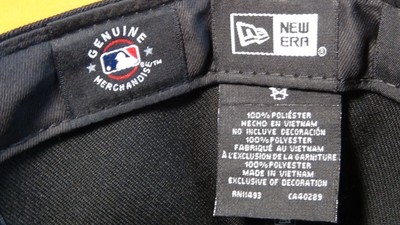 GENUINE
MERCHANDISE™
NEW
ERA®
100% POLIÉSTER
HECHO EN VIETNAM
NO INCLUYE DECORACIÓN
100% POLYESTER
FABRIQUÉ AU VIETNAM
À L'EXCLUSION DE LA GARNITURE
100% POLYESTER
MADE IN VIETNAM
EXCLUSIVE OF DECORATION
RN11493 CA40289